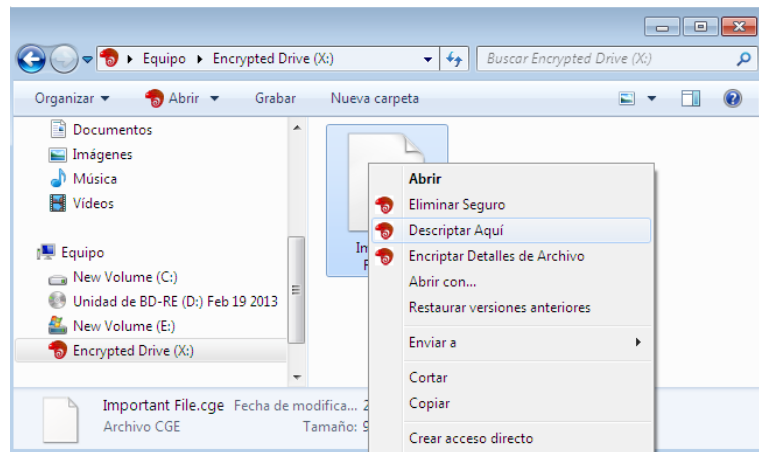 Equipo Encrypted Drive (X:)
Buscar Encrypted Drive (X:)
Organizar Abrir Grabar Nueva carpeta
Documentos
Imágenes
Música
Vídeos
Equipo
New Volume (C:)
Unidad de BD-RE (D:) Feb 19 2013
New Volume (E:)
Encrypted Drive (X:)
Abrir
Eliminar Seguro
Descriptar Aquí
Encriptar Detalles de Archivo
Abrir con...
Restaurar versiones anteriores
Enviar a
Cortar
Copiar
Crear acceso directo
Important File.cge Fecha de modifica...
Archivo CGE Tamaño: